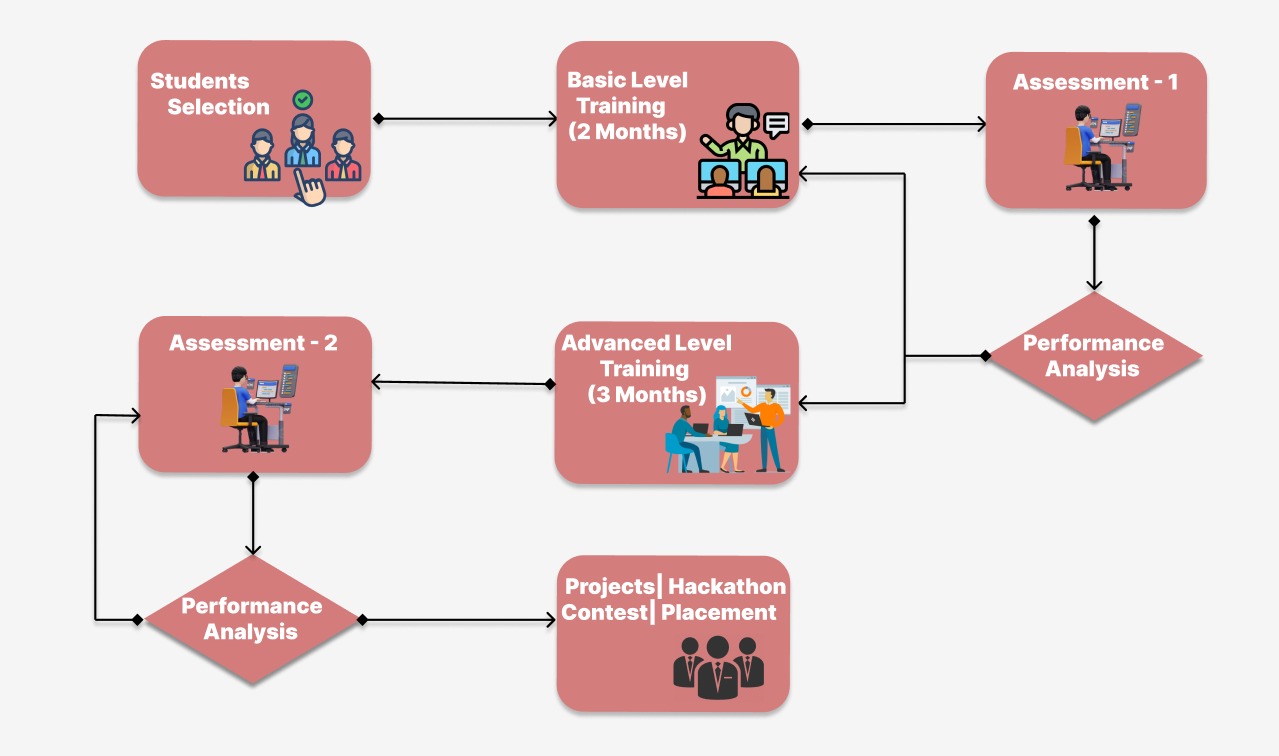 Students
Selection
Basic Level
Training
(2 Months)
Assessment - 1
Performance
Analysis
Advanced Level
Training
(3 Months)
Assessment - 2
Performance
Analysis
Projects| Hackathon
Contest| Placement